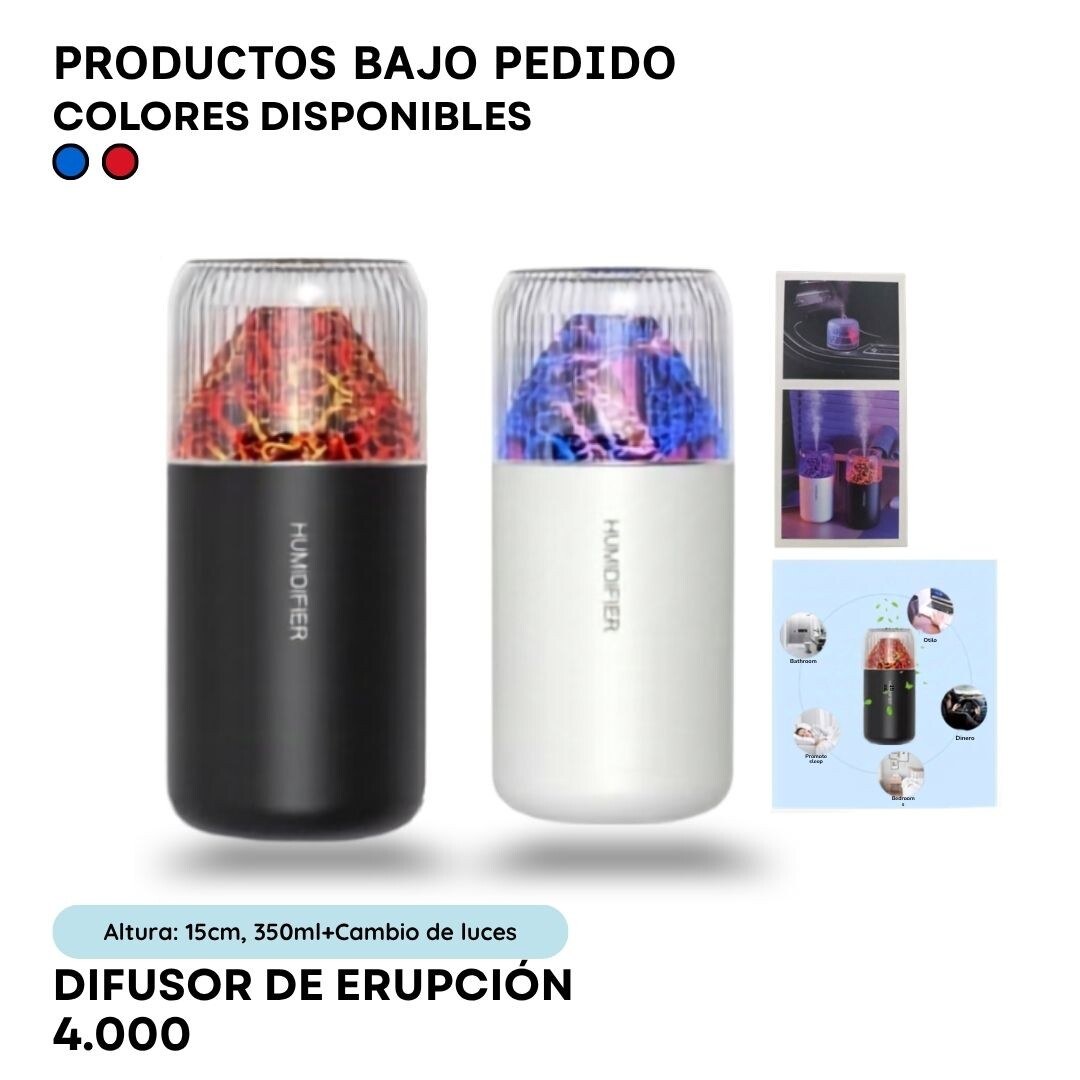 PRODUCTOS BAJO PEDIDO
COLORES DISPONIBLES
HUMIDIFIER
HUMIDIFIER
Otilo
Bathroom
Dinero
Promoto
sleep
Bedroom
s
Altura: 15cm, 350ml+Cambio de luces
DIFUSOR DE ERUPCIÓN
4.000